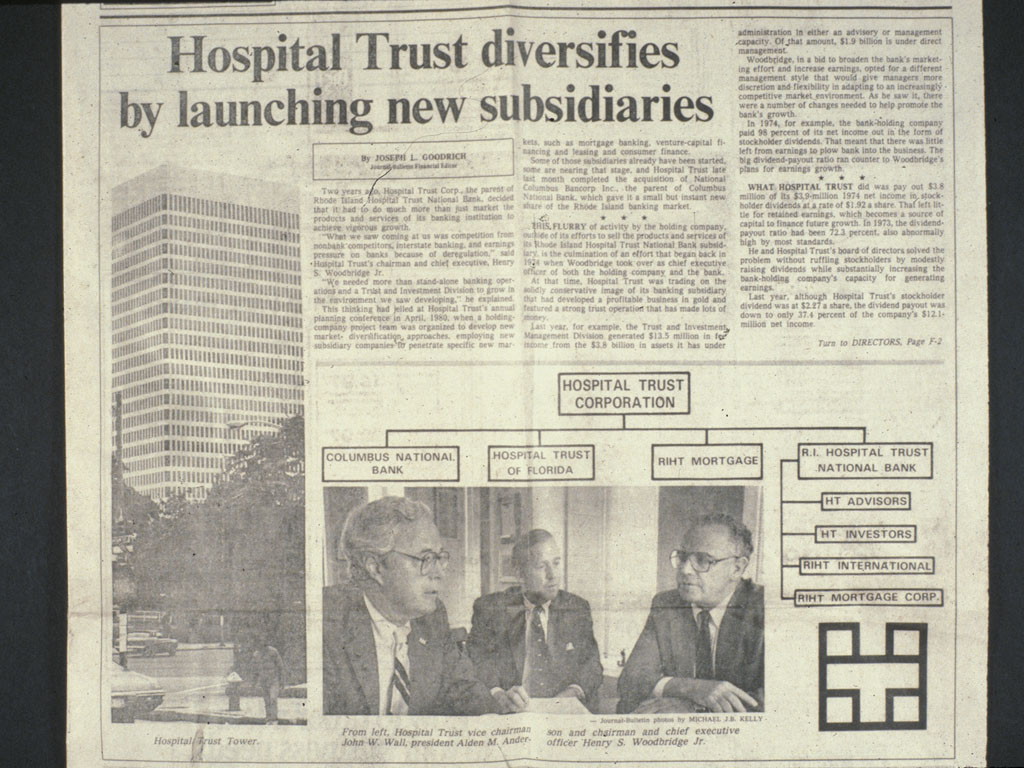 Hospital Trust diversifies
by launching new subsidiaries
By JOSEPH L. GOODRICH
Journal-Bulletin Financial Editor
Two years ago, Hospital Trust Corp., the parent of
Rhode Island Hospital Trust National Bank, decided
that it had to do much more than just market the
products and services of its banking institution to
achieve vigorous growth.
"What we saw coming at us was competition from
nonbank competitors, interstate banking, and earnings
pressure on banks because of deregulation," said
Hospital Trust's chairman and chief executive, Henry
S. Woodbridge Jr.
"We needed more than stand-alone banking oper-
ations and a Trust and Investment Division to grow in
the environment we saw developing," he explained.
This thinking had jelled at Hospital Trust's annual
planning conference in April, 1980, when a holding-
company project team was organized to develop new
market-diversification approaches, employing new
subsidiary companies to penetrate specific new mar-
kets, such as mortgage banking, venture-capital fi-
nancing and leasing and consumer finance.
Some of those subsidiaries already have been started,
some are nearing that stage, and Hospital Trust late
last month completed the acquisition of National
Columbus Bancorp Inc., the parent of Columbus
National Bank, which gave it a small but instant new
share of the Rhode Island banking market.
★ ★ ★
THIS FLURRY of activity by the holding company,
outside of its efforts to sell the products and services of
its Rhode Island Hospital Trust National Bank subsid-
iary, is the culmination of an effort that began back in
1974 when Woodbridge took over as chief executive
officer of both the holding company and the bank.
At that time, Hospital Trust was trading on the
solidly conservative image of its banking subsidiary
that had developed a profitable business in gold and
featured a strong trust operation that has made lots of
money.
Last year, for example, the Trust and Investment
Management Division generated $13.5 million in fee
income from the $3.8 billion in assets it has under
administration in either an advisory or management
capacity. Of that amount, $1.9 billion is under direct
management.
Woodbridge, in a bid to broaden the bank's market-
ing effort and increase earnings, opted for a different
management style that would give managers more
discretion and flexibility in adapting to an increasingly
competitive market environment. As he saw it, there
were a number of changes needed to help promote the
bank's growth.
In 1974, for example, the bank-holding company
paid 98 percent of its net income out in the form of
stockholder dividends. That meant that there was little
left from earnings to plow back into the business. The
big dividend-payout ratio ran counter to Woodbridge's
plans for earnings growth.
★ ★ ★
WHAT HOSPITAL TRUST did was pay out $3.8
million of its $3.9-million 1974 net income in stock-
holder dividends at a rate of $1.92 a share. That left lit-
tle for retained earnings, which becomes a source of
capital to finance future growth. In 1973, the dividend-
payout ratio had been 72.3 percent, also abnormally
high by most standards.
He and Hospital Trust's board of directors solved the
problem without ruffling stockholders by modestly
raising dividends while substantially increasing the
bank-holding company's capacity for generating
earnings.
Last year, although Hospital Trust's stockholder
dividend was at $2.27 a share, the dividend payout was
down to only 37.4 percent of the company's $12.1-
million net income.
Turn to DIRECTORS, Page F-2
HOSPITAL TRUST
CORPORATION
COLUMBUS NATIONAL
BANK
HOSPITAL TRUST
OF FLORIDA
RIHT MORTGAGE
R.I. HOSPITAL TRUST
NATIONAL BANK
HT ADVISORS
HT INVESTORS
RIHT INTERNATIONAL
RIHT MORTGAGE CORP.
— Journal-Bulletin photos by MICHAEL J.B. KELLY
Hospital Trust Tower.
From left, Hospital Trust vice chairman
John W. Wall, president Alden M. Ander-
son and chairman and chief executive
officer Henry S. Woodbridge Jr.